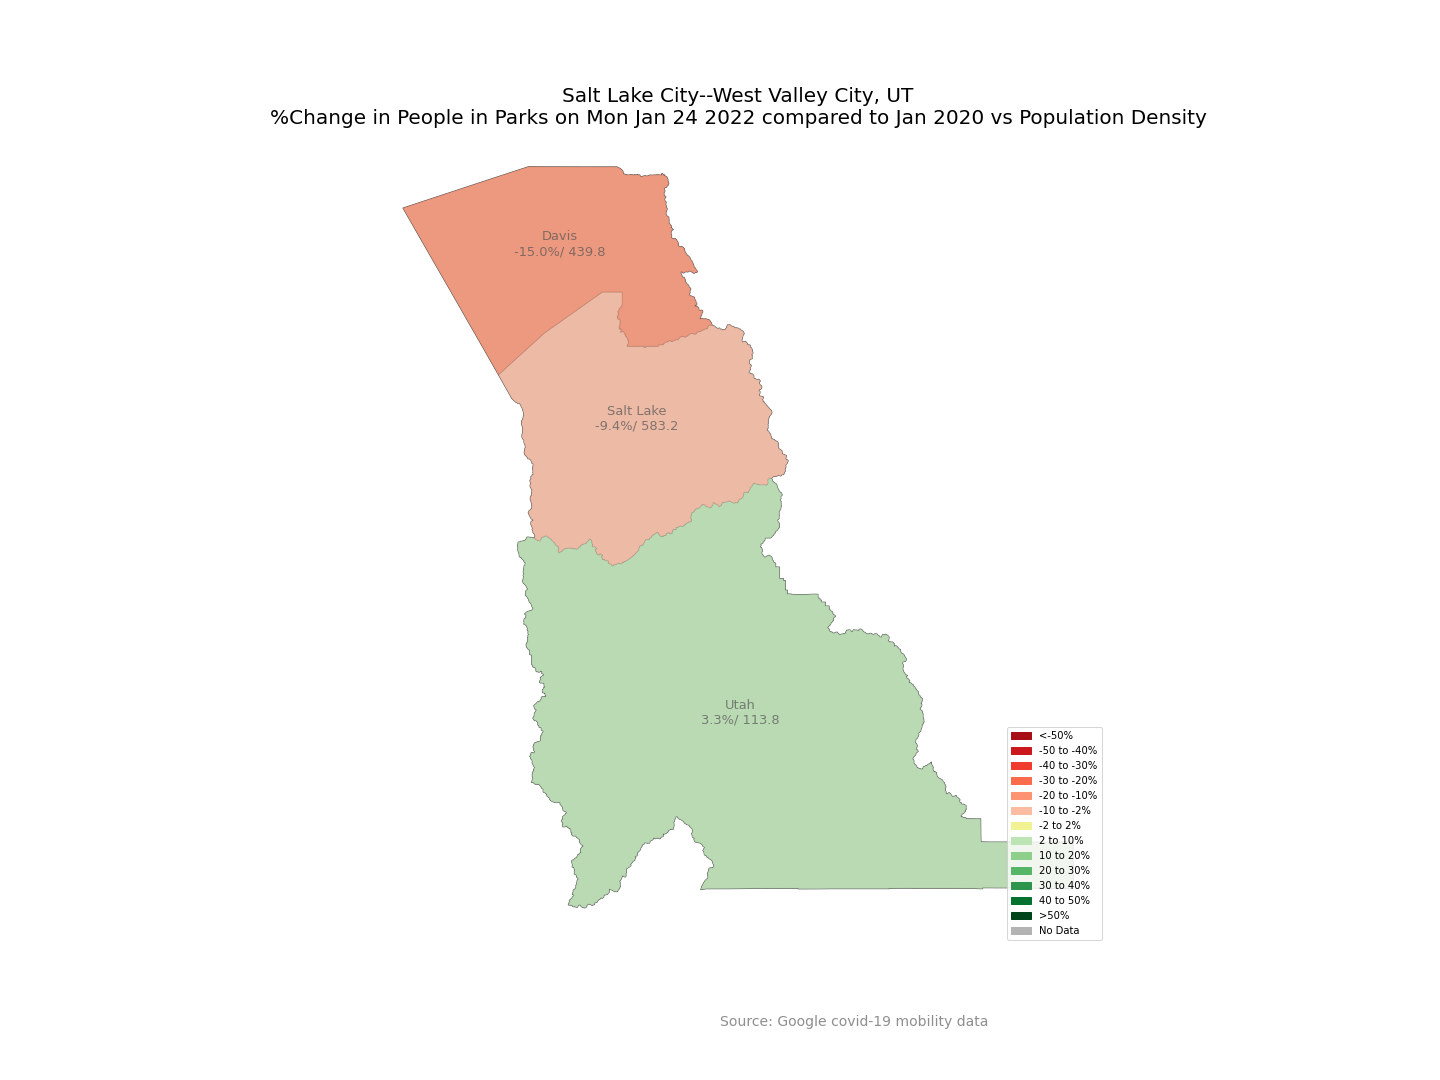 Salt Lake City--West Valley City, UT
%Change in People in Parks on Mon Jan 24 2022 compared to Jan 2020 vs Population Density
Davis
-15.0%/ 439.8
Salt Lake
-9.4%/ 583.2
Utah
3.3%/ 113.8
<-50%
-50 to -40%
-40 to -30%
-30 to -20%
-20 to -10%
-10 to -2%
-2 to 2%
2 to 10%
10 to 20%
20 to 30%
30 to 40%
40 to 50%
>50%
No Data
Source: Google covid-19 mobility data